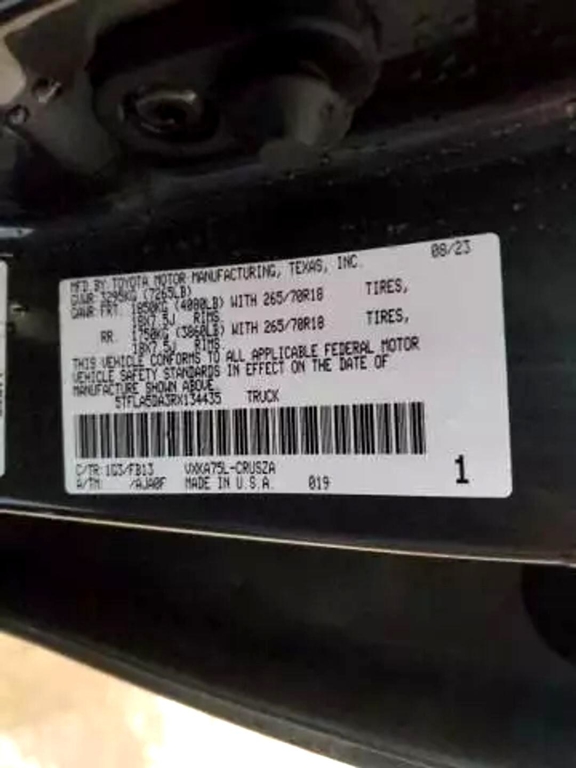 MFD BY: TOYOTA MOTOR MANUFACTURING, TEXAS, INC. 08/23
GVWR: 3295KG (7265LB)
GAWR: FRT. 1850KG (4080LB) WITH 265/70R18 TIRES,
18X7.5J RIMS.
RR. 1750KG (3860LB) WITH 265/70R18 TIRES,
18X7.5J RIMS.
THIS VEHICLE CONFORMS TO ALL APPLICABLE FEDERAL MOTOR
VEHICLE SAFETY STANDARDS IN EFFECT ON THE DATE OF
MANUFACTURE SHOWN ABOVE.
5TFLA5DA3RX134435 TRUCK
C/TR: 1G3/FB13 VXKA75L-CRUSZA
A/TM: /AJA0F MADE IN U.S.A. 019 1